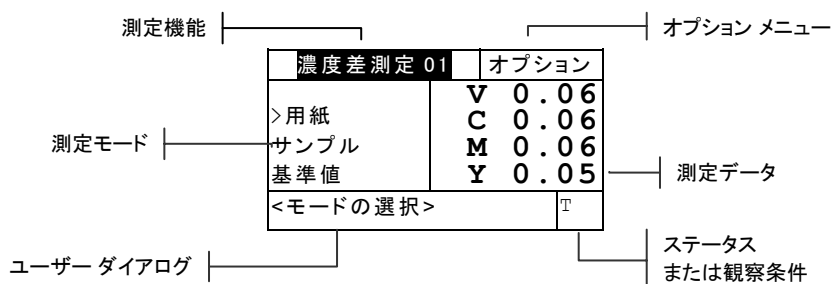 測定機能
オプション メニュー
濃度差測定 01 オプション
V 0.06
>用紙
C 0.06
測定モード
サンプル
M 0.06
基準値
Y 0.05
測定データ
<モードの選択> T
ユーザー ダイアログ
ステータス
または観察条件